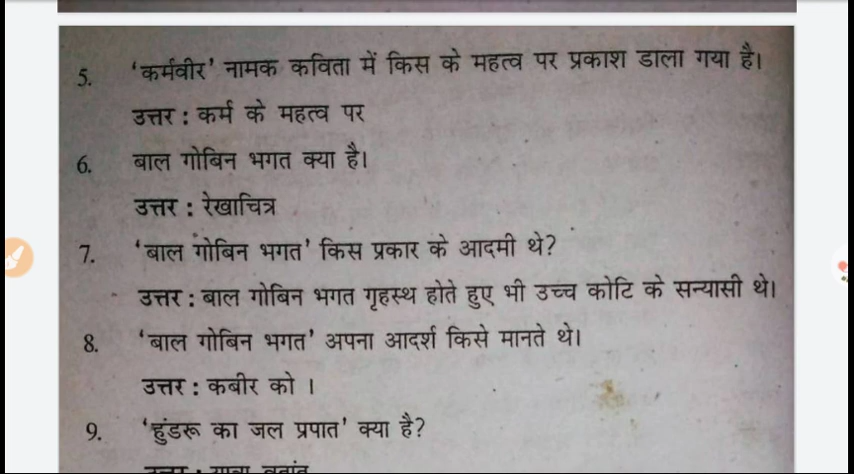 5. 'कर्मवीर' नामक कविता में किस के महत्व पर प्रकाश डाला गया है।
उत्तर : कर्म के महत्व पर
6. बाल गोबिन भगत क्या है।
उत्तर : रेखाचित्र
7. 'बाल गोबिन भगत' किस प्रकार के आदमी थे?
उत्तर : बाल गोबिन भगत गृहस्थ होते हुए भी उच्च कोटि के सन्यासी थे।
8. 'बाल गोबिन भगत' अपना आदर्श किसे मानते थे।
उत्तर : कबीर को ।
9. 'हुंडरू का जल प्रपात' क्या है?